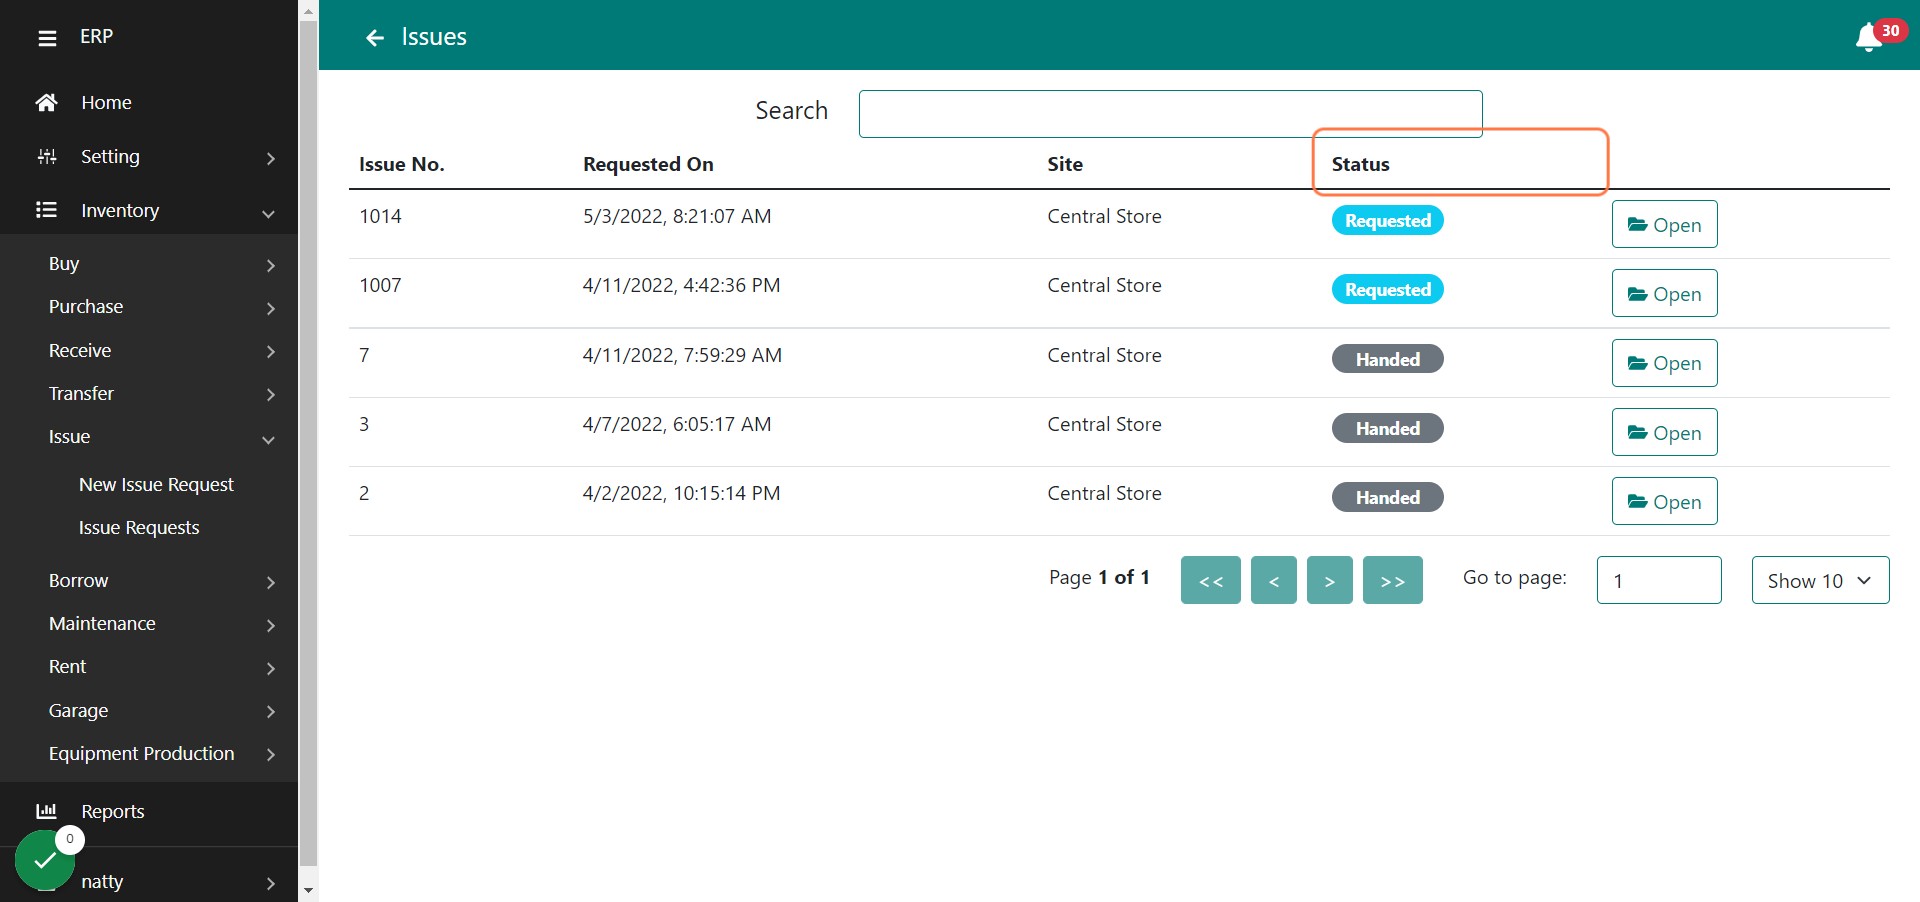 ERP
Issues
30
Home
Search
Setting
Issue No. Requested On Site Status
Inventory
1014 5/3/2022, 8:21:07 AM Central Store Requested Open
Buy
1007 4/11/2022, 4:42:36 PM Central Store Requested Open
Purchase
Receive
7 4/11/2022, 7:59:29 AM Central Store Handed Open
Transfer
3 4/7/2022, 6:05:17 AM Central Store Handed Open
Issue
New Issue Request
2 4/2/2022, 10:15:14 PM Central Store Handed Open
Issue Requests
Page 1 of 1 << < > >> Go to page: 1 Show 10
Borrow
Maintenance
Rent
Garage
Equipment Production
Reports
0
natty